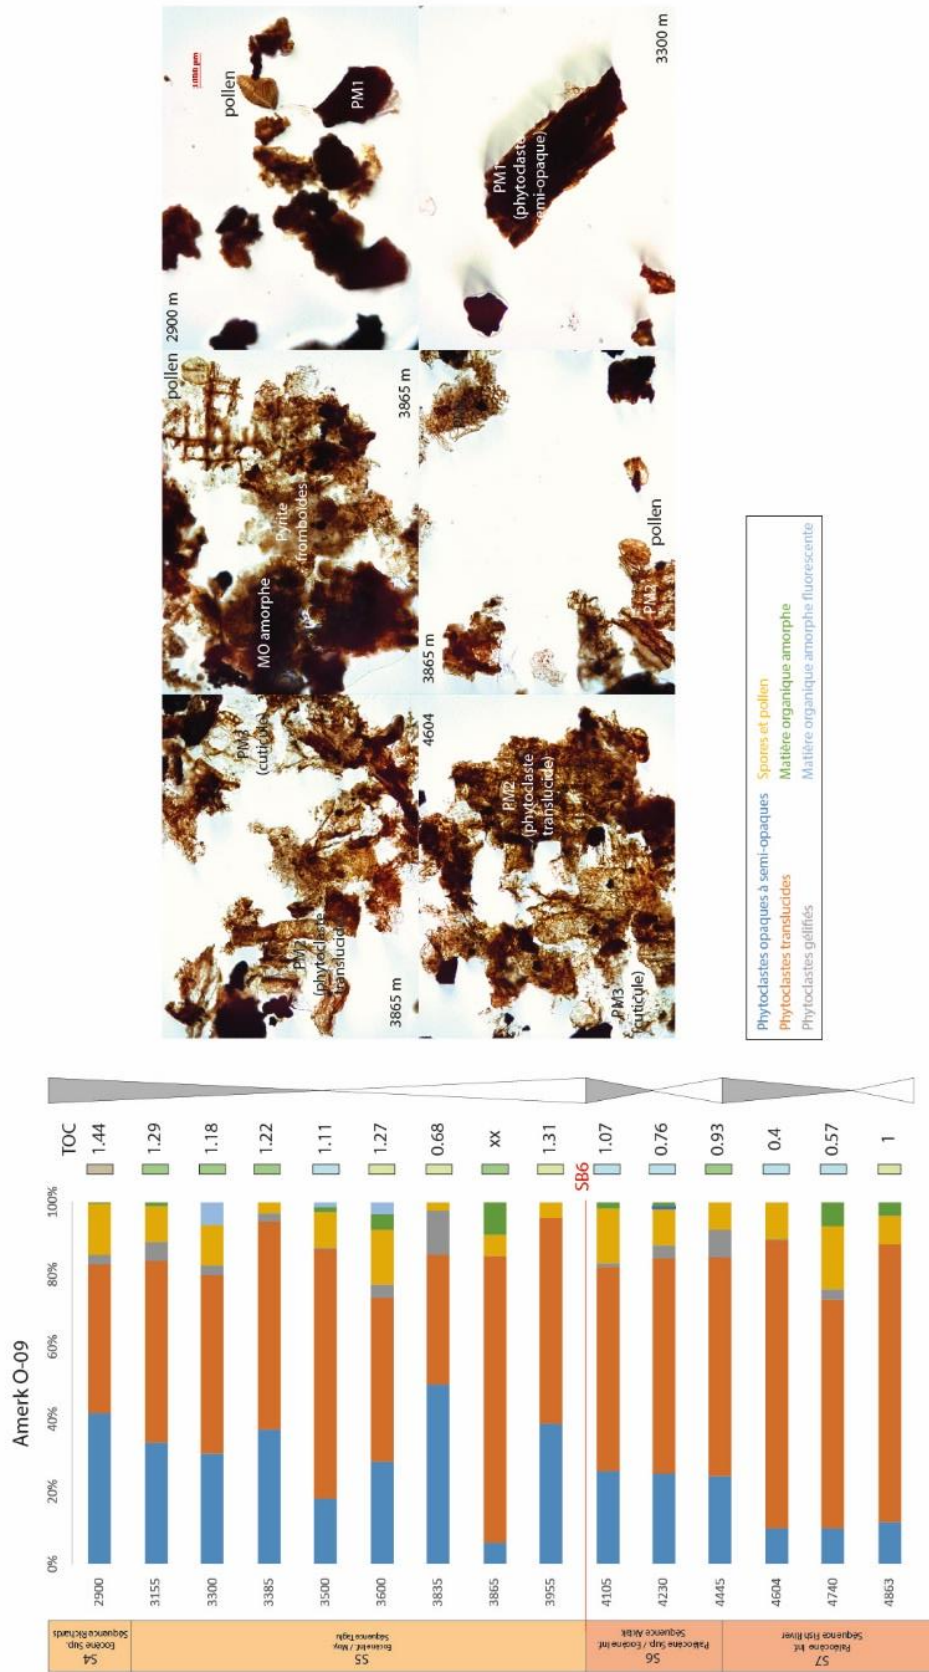 Amerk O-09
0%
20%
40%
60%
80%
100%
TOC
2900
1.44
3155
1.29
3300
1.18
3385
1.22
3500
1.11
3600
1.27
3835
0.68
3865
xx
3955
1.31
SB6
4105
1.07
4230
0.76
4445
0.93
4604
0.4
4740
0.57
4863
1
S4
Eocène Sup.
Séquence Richards
S5
Eocène Inf / Moy
Séquence Taglu
S6
Paléocène Sup / Eocène Inf
Séquence Aklak
S7
Paléocène Inf.
Séquence Fish River
PM2
(phytoclaste
translucid
3865 m
PM3
(cuticule)
4604
MO amorphe
Pyrite
fromboïdes
pollen
3865 m
2900 m
pollen
PM1
PM3
(cuticule)
PM2
(phytoclaste
translucide)
3865 m
PM2
pollen
PM1
(phytoclaste
semi-opaque)
3300 m
Phytoclastes opaques à semi-opaques
Spores et pollen
Phytoclastes translucides
Matière organique amorphe
Phytoclastes gélifiés
Matière organique amorphe fluorescente